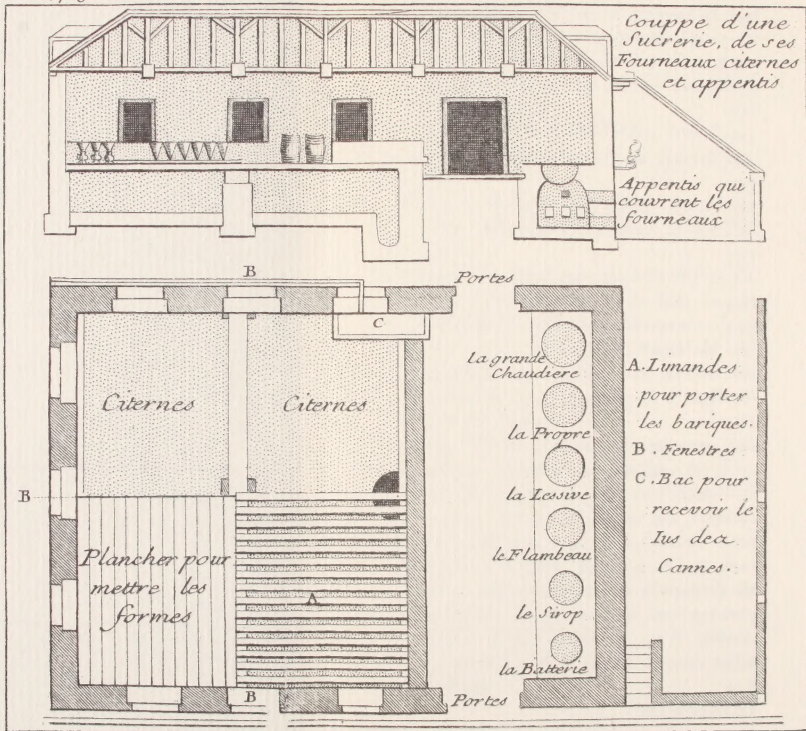 Couppe d'une
Sucrerie, de ses
Fourneaux citernes
et appentis
Appentis qui
couvrent les
fourneaux
B
Portes
C
la grande
Chaudiere
Citernes
Citernes
la Propre
B
la Lessive
Plancher pour
mettre les
formes
A
le Flambeau
le Sirop
la Batterie
B
Portes
A. Limandes
pour porter
les bariques.
B. Fenestres
C. Bac pour
recevoir le
Ius des
Cannes.